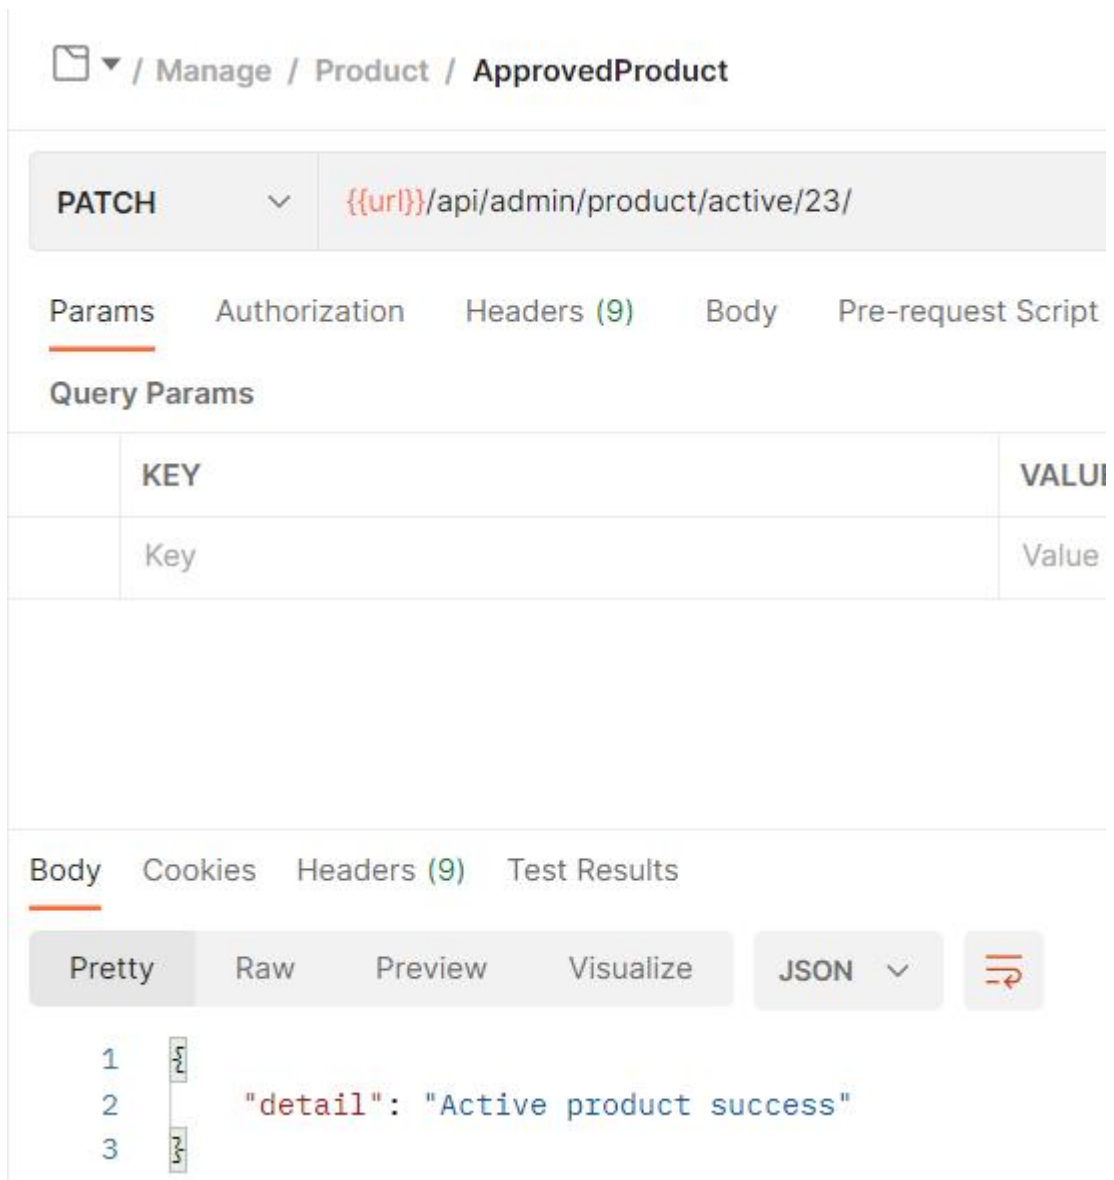 / Manage / Product / ApprovedProduct
PATCH {{url}}/api/admin/product/active/23/
Params Authorization Headers (9) Body Pre-request Script
Query Params
KEY VALUE
Key Value
Body Cookies Headers (9) Test Results
Pretty Raw Preview Visualize JSON
1 {
2 "detail": "Active product success"
3 }